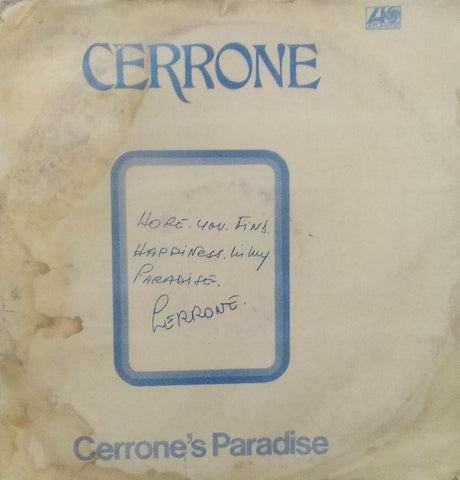 CERRONE
HOPE. YOU. FIND.
HAPPINESS. in my
PARADISE.
CERRONE.
Cerrone's Paradise